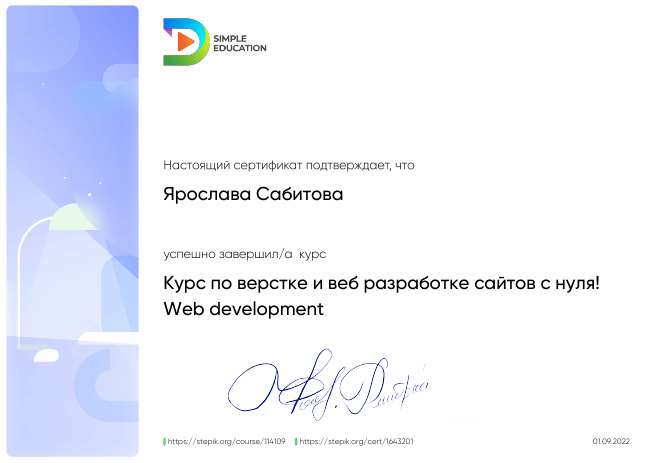 SIMPLE
EDUCATION
Настоящий сертификат подтверждает, что
Ярослава Сабитова
успешно завершил/а курс
Курс по верстке и веб разработке сайтов с нуля!
Web development
https://stepik.org/course/114109 https://stepik.org/cert/1643201 01.09.2022